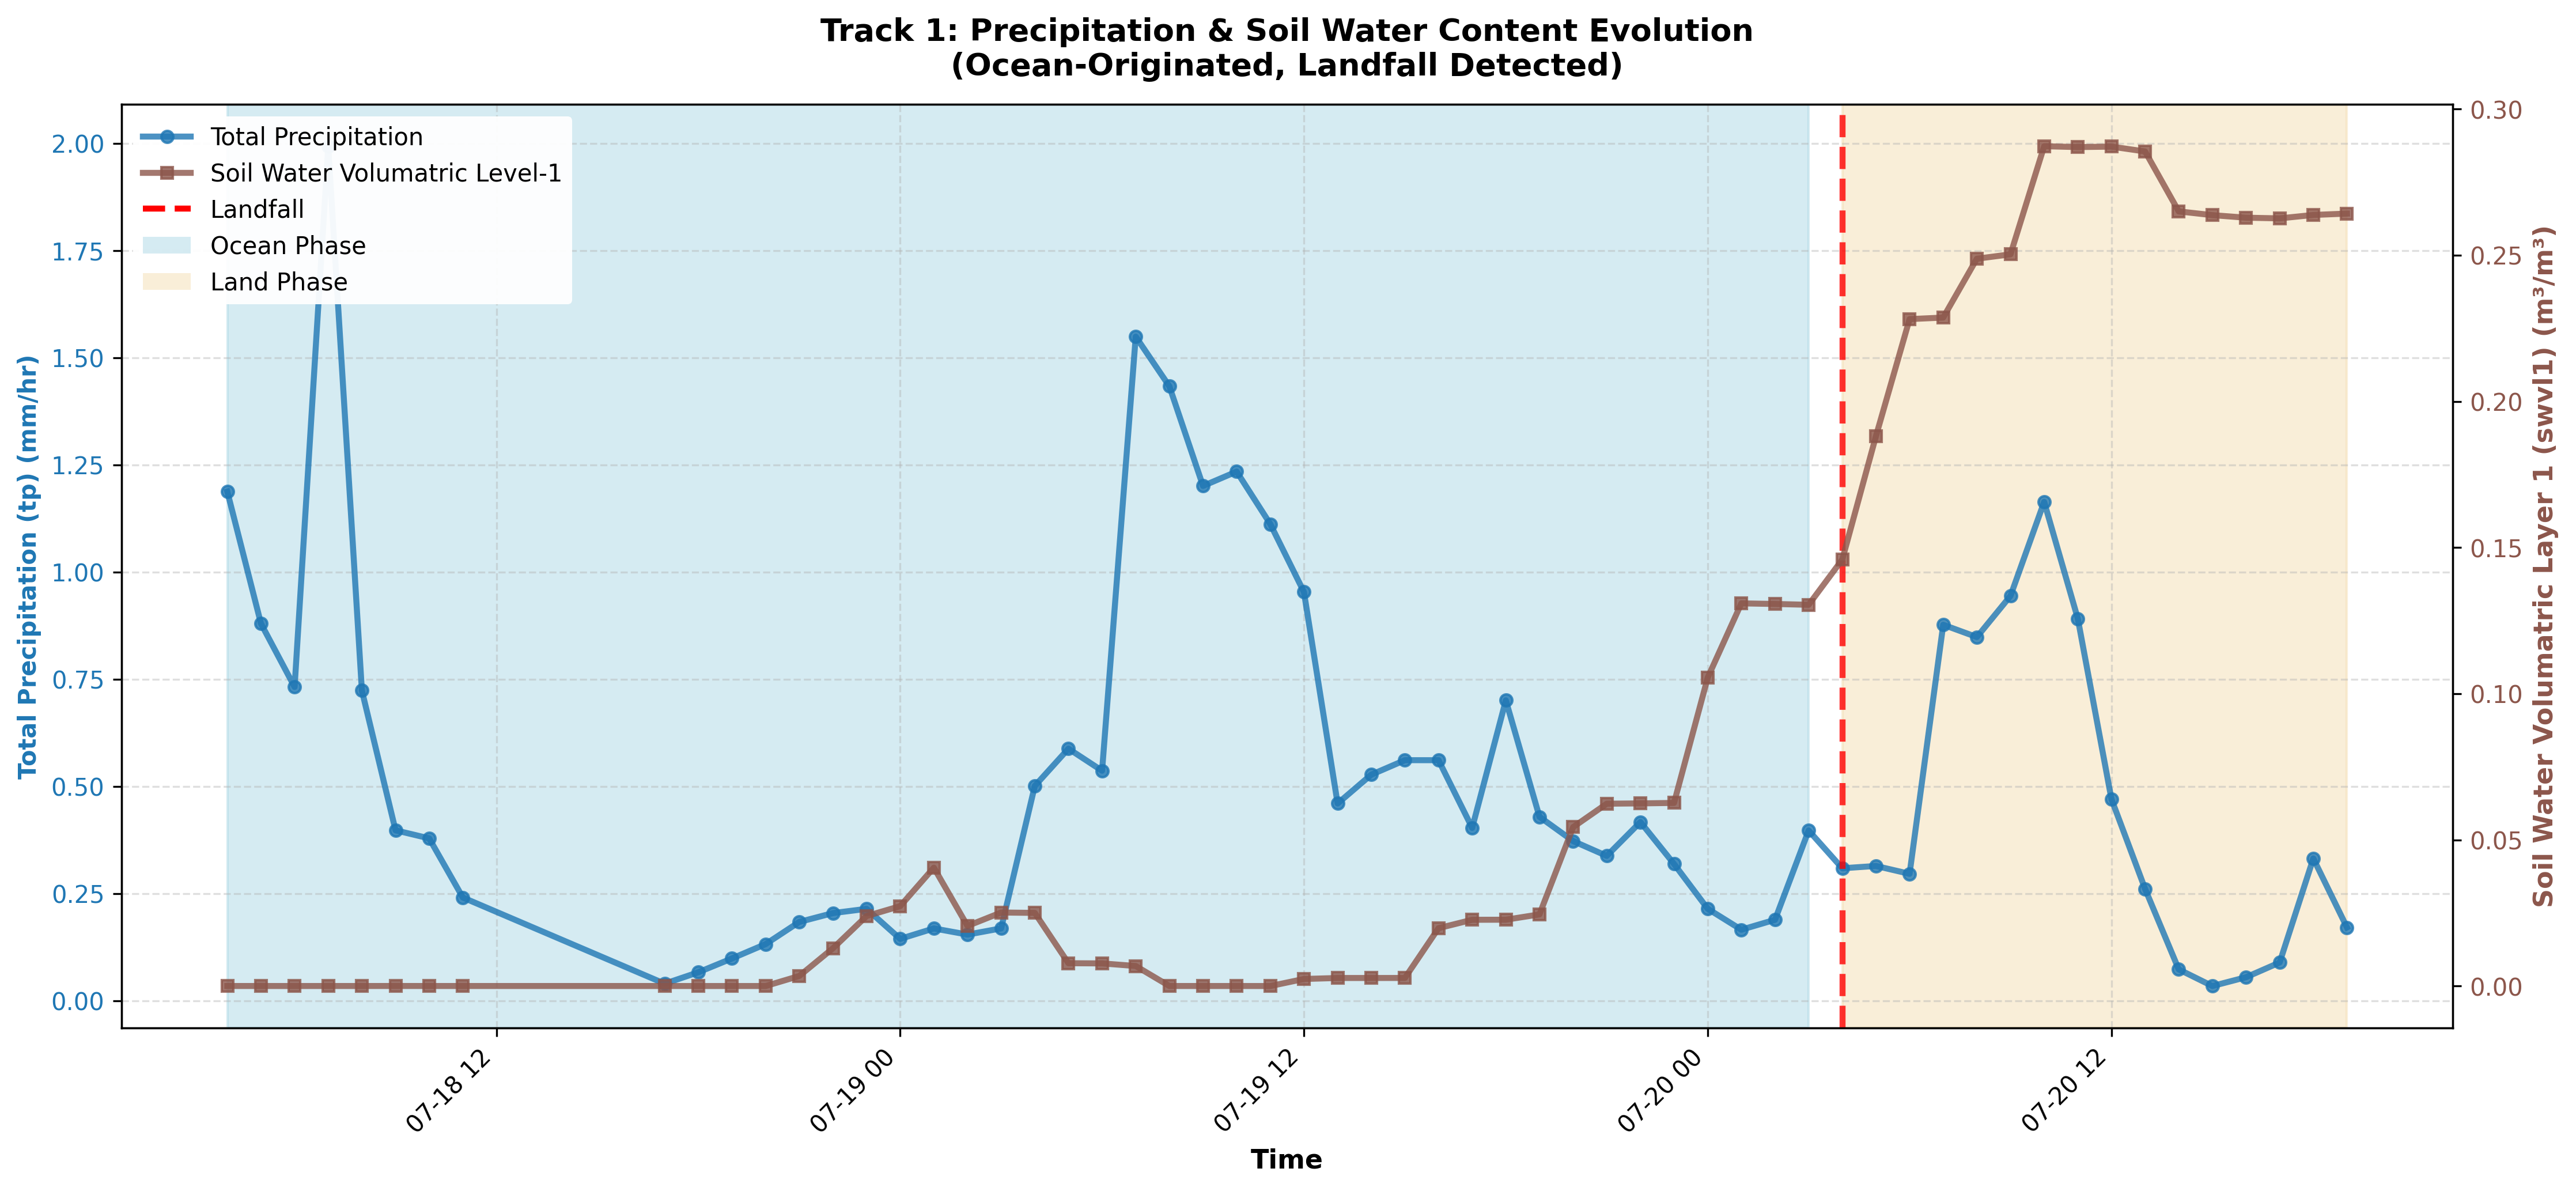 Track 1: Precipitation & Soil Water Content Evolution
(Ocean-Originated, Landfall Detected)
Total Precipitation
Soil Water Volumatric Level-1
Landfall
Ocean Phase
Land Phase
Total Precipitation (tp) (mm/hr)
2.00
1.75
1.50
1.25
1.00
0.75
0.50
0.25
0.00
0.30
0.25
0.20
0.15
0.10
0.05
0.00
Soil Water Volumatric Layer 1 (swvl1) (m³/m³)
07-18 12
07-19 00
07-19 12
07-20 00
07-20 12
Time